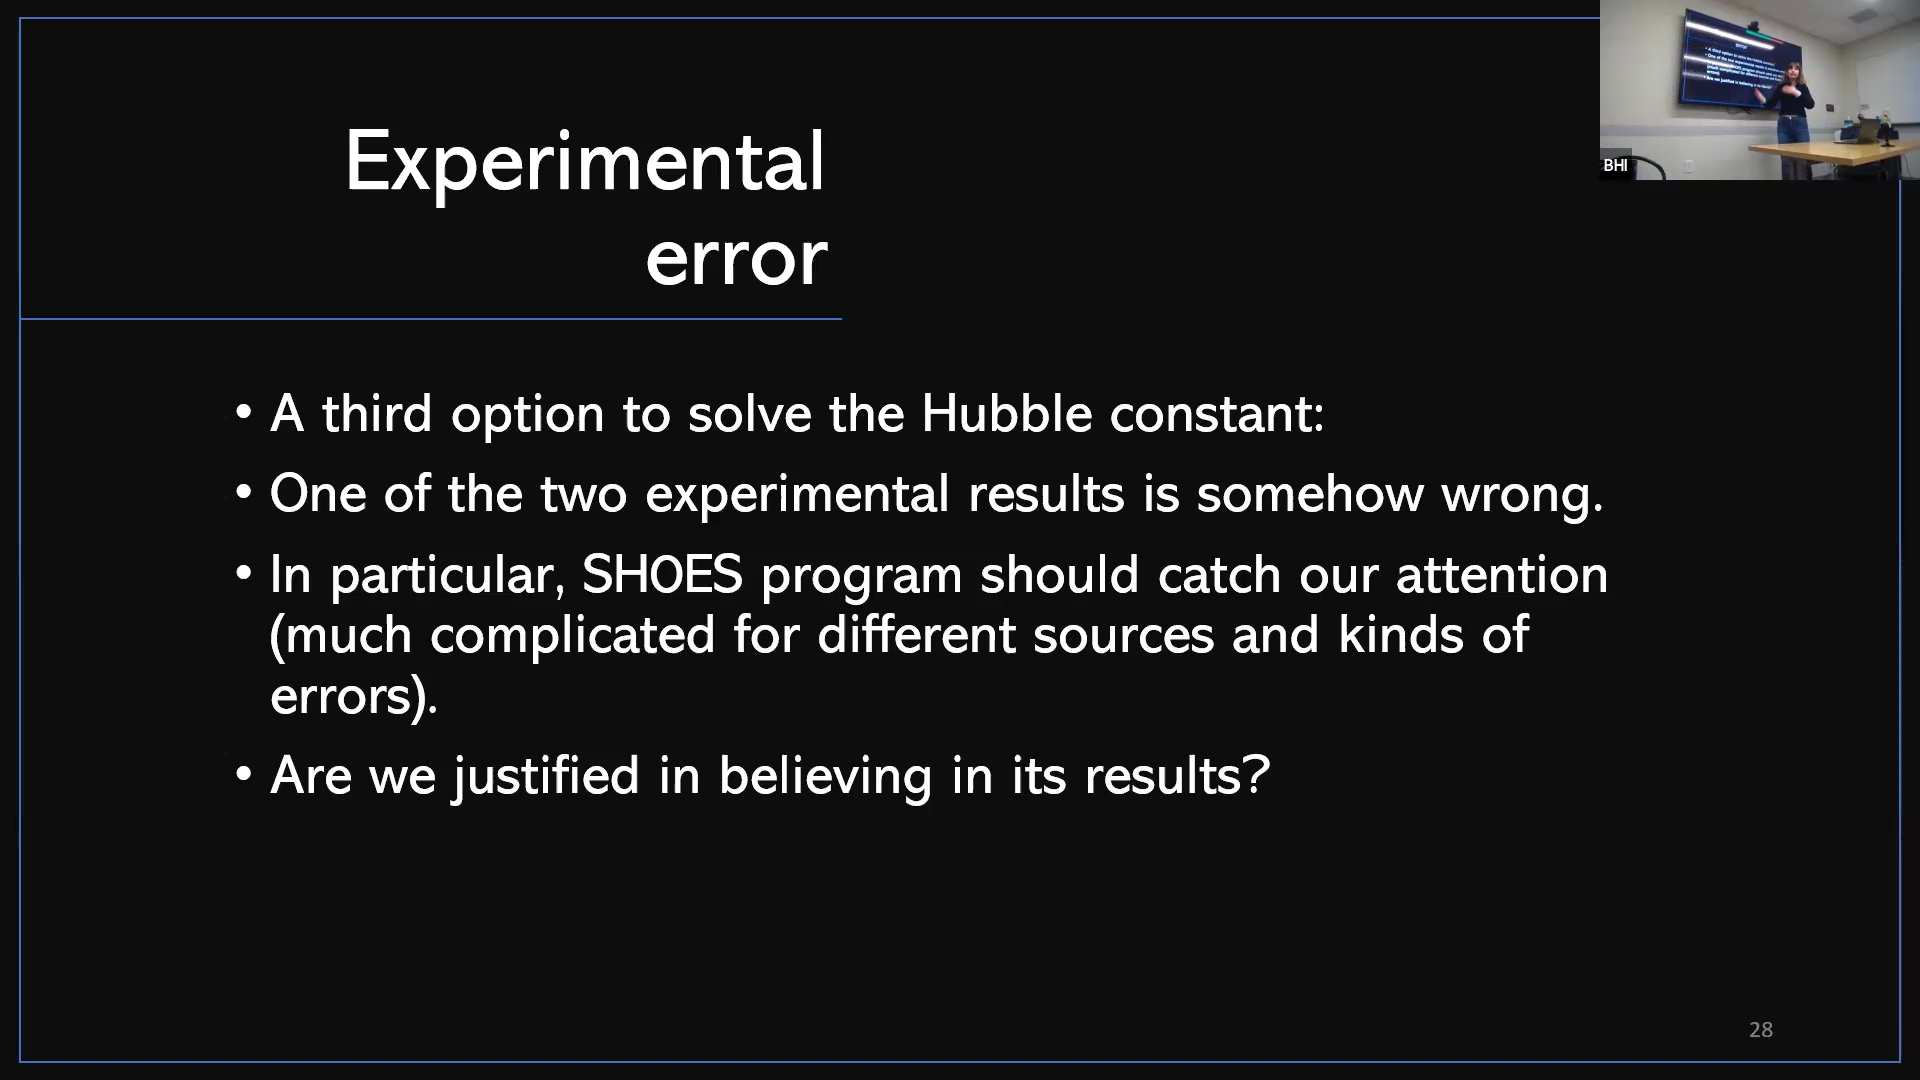 Experimental
error
• A third option to solve the Hubble constant:
• One of the two experimental results is somehow wrong.
• In particular, SH0ES program should catch our attention
(much complicated for different sources and kinds of
errors).
• Are we justified in believing in its results?
BHI
28